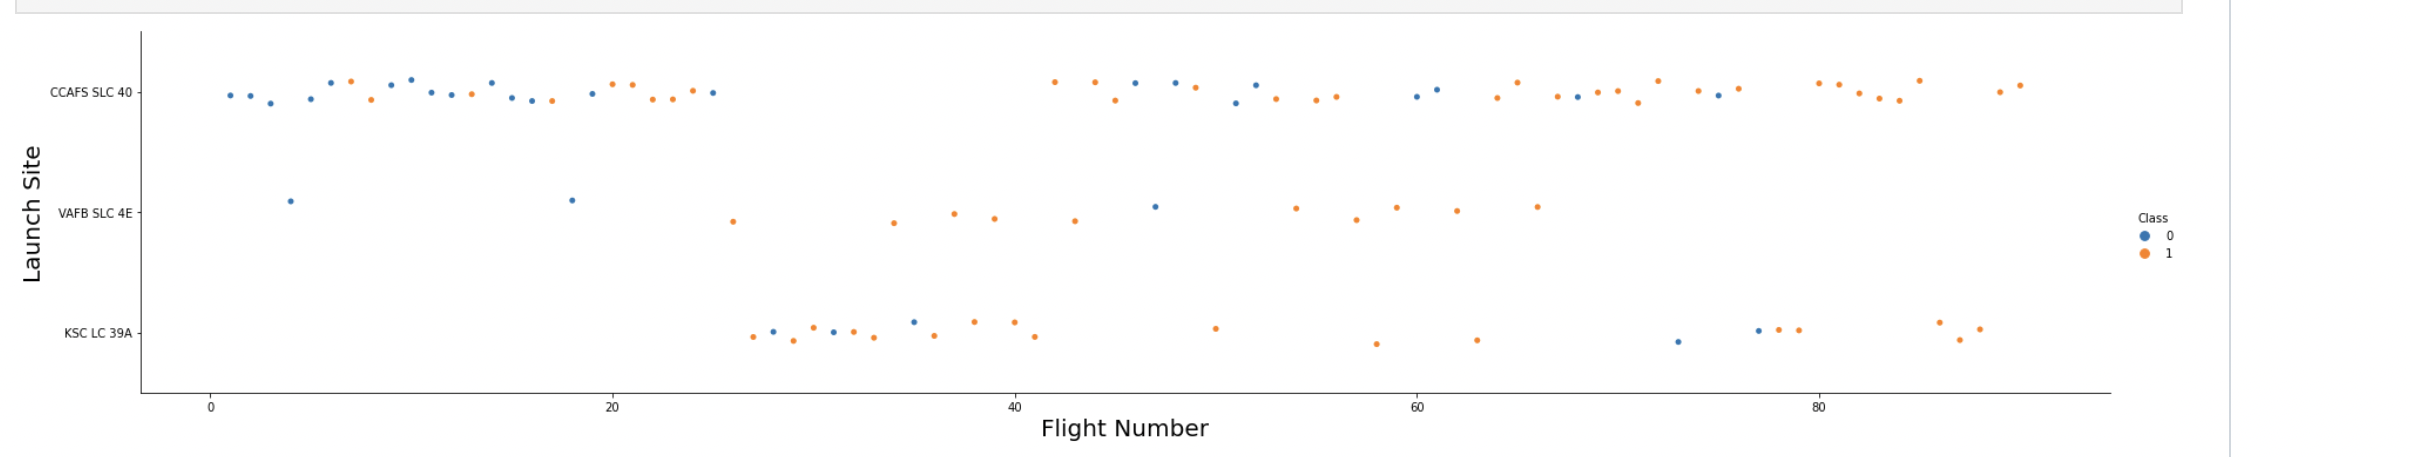 CCAFS SLC 40
VAFB SLC 4E
KSC LC 39A
Launch Site
0 20 40 60 80
Flight Number
Class
0
1